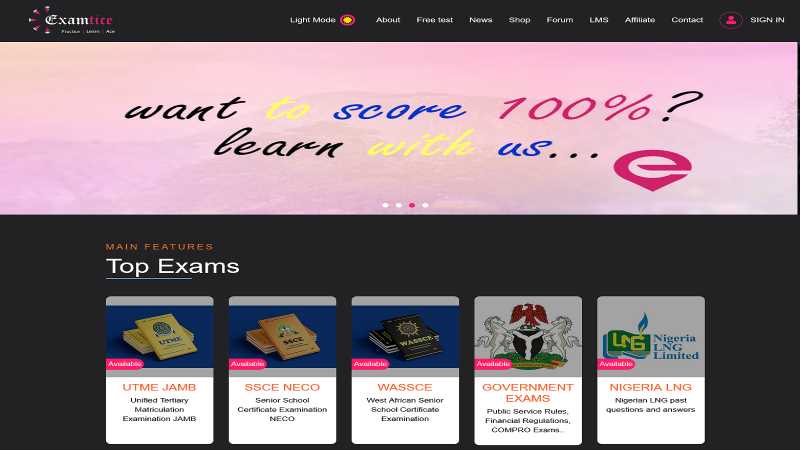 Examtice
Practice | Learn | Ace
Light Mode
About
Free test
News
Shop
Forum
LMS
Affiliate
Contact
SIGN IN
want to score 100%?
learn with us...
MAIN FEATURES
Top Exams
UTME
Available
UTME JAMB
Unified Tertiary
Matriculation
Examination JAMB
SSCE
Available
SSCE NECO
Senior School
Certificate Examination
NECO
WASSCE
Available
WASSCE
West African Senior
School Certificate
Examination
Available
GOVERNMENT
EXAMS
Public Service Rules,
Financial Regulations,
COMPRO Exams..
NLNG
Nigeria
LNG
Limited
Available
NIGERIA LNG
Nigerian LNG past
questions and answers